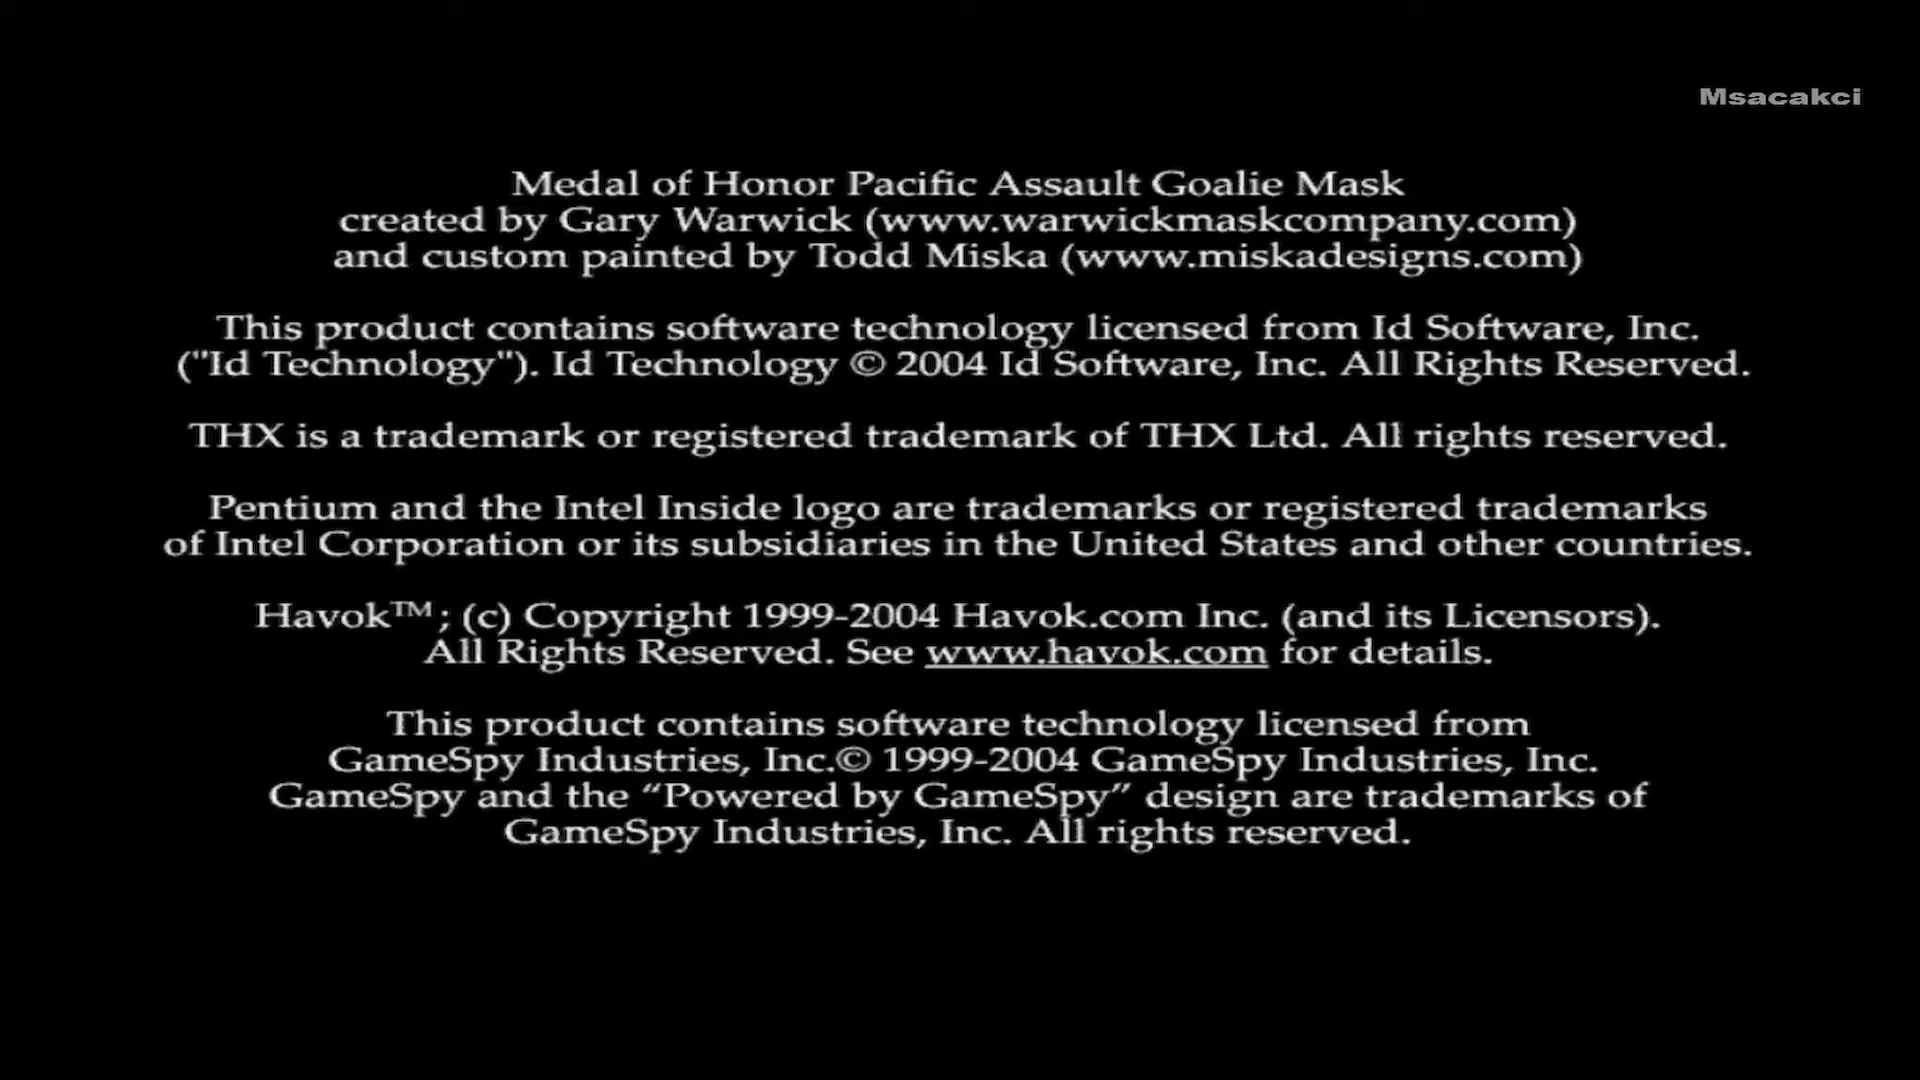 Msacakci
Medal of Honor Pacific Assault Goalie Mask
created by Gary Warwick (www.warwickmaskcompany.com)
and custom painted by Todd Miska (www.miskadesigns.com)
This product contains software technology licensed from Id Software, Inc.
("Id Technology"). Id Technology © 2004 Id Software, Inc. All Rights Reserved.
THX is a trademark or registered trademark of THX Ltd. All rights reserved.
Pentium and the Intel Inside logo are trademarks or registered trademarks
of Intel Corporation or its subsidiaries in the United States and other countries.
Havok™; (c) Copyright 1999-2004 Havok.com Inc. (and its Licensors).
All Rights Reserved. See www.havok.com for details.
This product contains software technology licensed from
GameSpy Industries, Inc.© 1999-2004 GameSpy Industries, Inc.
GameSpy and the “Powered by GameSpy” design are trademarks of
GameSpy Industries, Inc. All rights reserved.